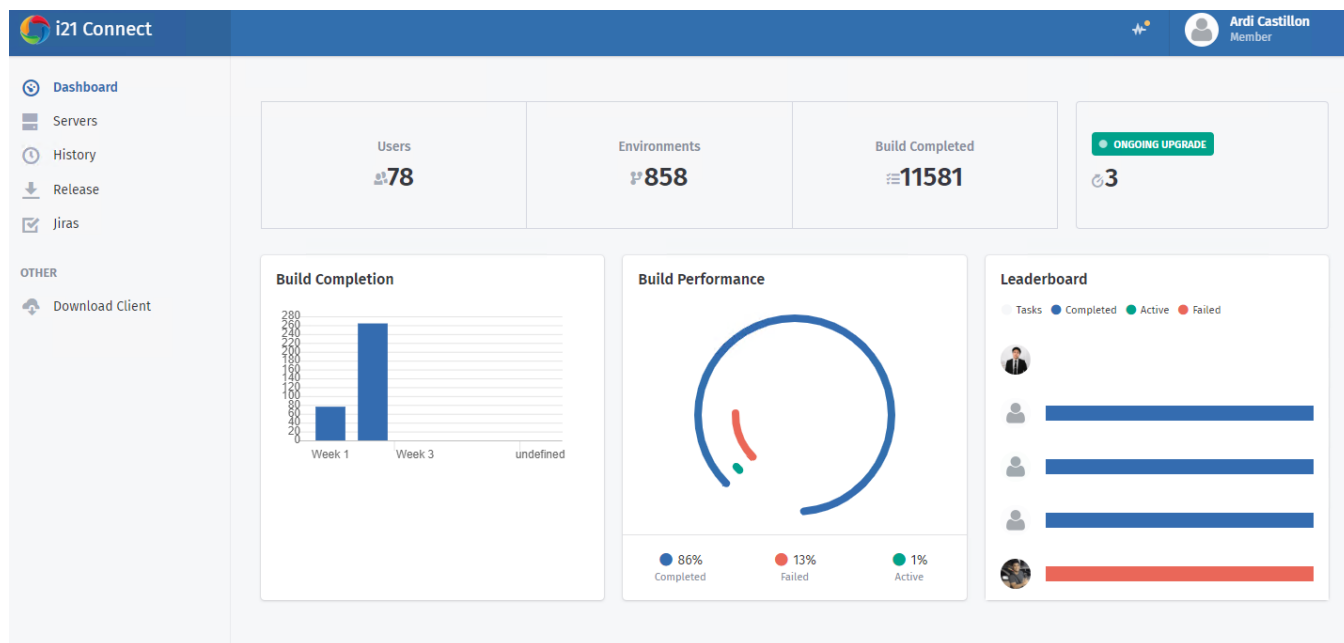 i21 Connect
Ardi Castillon
Member
Dashboard
Servers
History
Release
Jiras
OTHER
Download Client
Users
78
Environments
858
Build Completed
11581
ONGOING UPGRADE
3
Build Completion
280
260
240
220
200
180
160
140
120
100
80
60
40
20
0
Week 1 Week 3 undefined
Build Performance
86% 13% 1%
Completed Failed Active
Leaderboard
Tasks Completed Active Failed